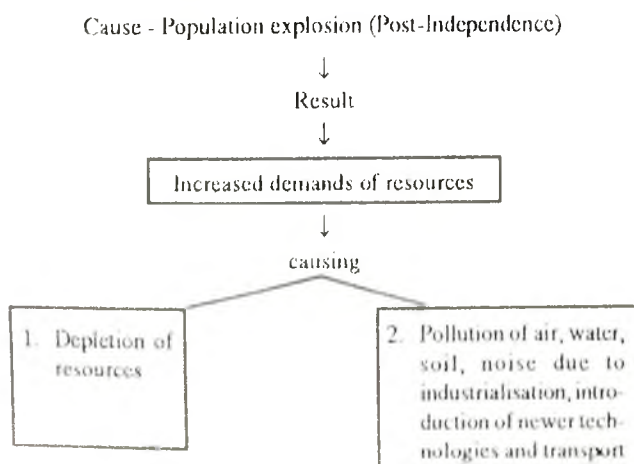 Cause - Population explosion (Post-Independence)
↓
Result
↓
Increased demands of resources
↓
causing
1. Depletion of
resources
2. Pollution of air, water,
soil, noise due to
industrialisation, intro-
duction of newer tech-
nologies and transport